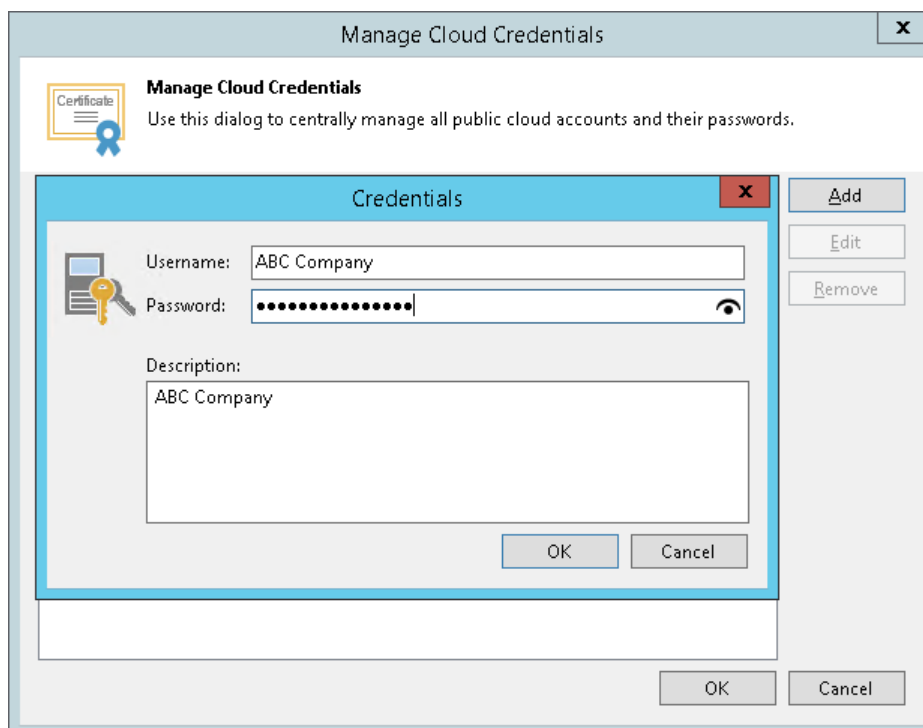 Manage Cloud Credentials
x
Certificate
Manage Cloud Credentials
Use this dialog to centrally manage all public cloud accounts and their passwords.
Credentials
x
Add
Edit
Remove
Username: ABC Company
Password: •••••••••••••••
Description:
ABC Company
OK Cancel
OK Cancel